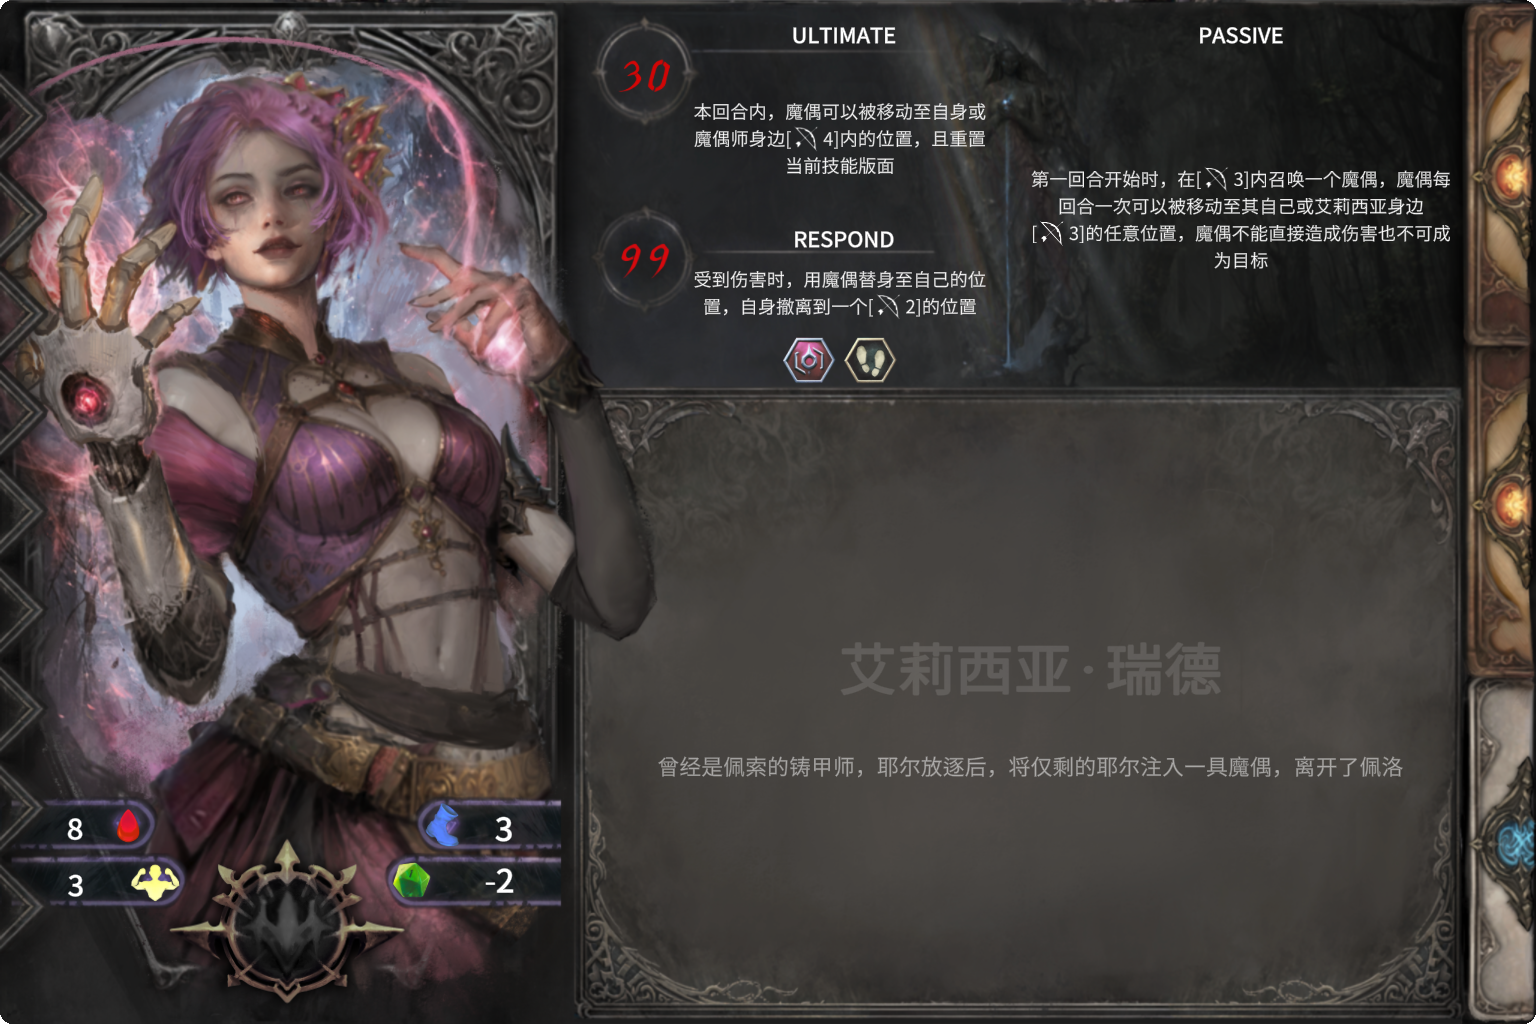 ULTIMATE
30
本回合内，魔偶可以被移动至自身或
魔偶师身边[ 4]内的位置，且重置
当前技能版面
RESPOND
99
受到伤害时，用魔偶替身至自己的位
置，自身撤离到一个[ 2]的位置
PASSIVE
第一回合开始时，在[ 3]内召唤一个魔偶，魔偶每
回合一次可以被移动至其自己或艾莉西亚身边
[ 3]的任意位置，魔偶不能直接造成伤害也不可成
为目标
艾莉西亚·瑞德
曾经是佩索的铸甲师，耶尔放逐后，将仅剩的耶尔注入一具魔偶，离开了佩洛
8
3
3
-2